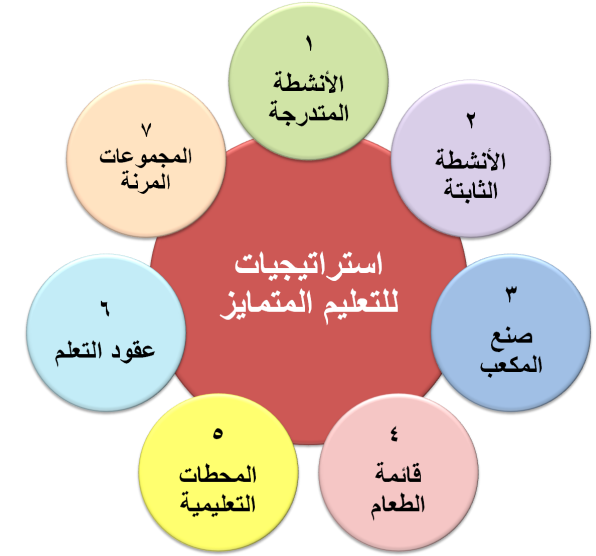 استراتيجيات
للتعليم المتمايز
١
الأنشطة
المتدرجة
٢
الأنشطة
الثابتة
٣
صنع
المكعب
٤
قائمة
الطعام
٥
المحطات
التعليمية
٦
عقود التعلم
٧
المجموعات
المرنة